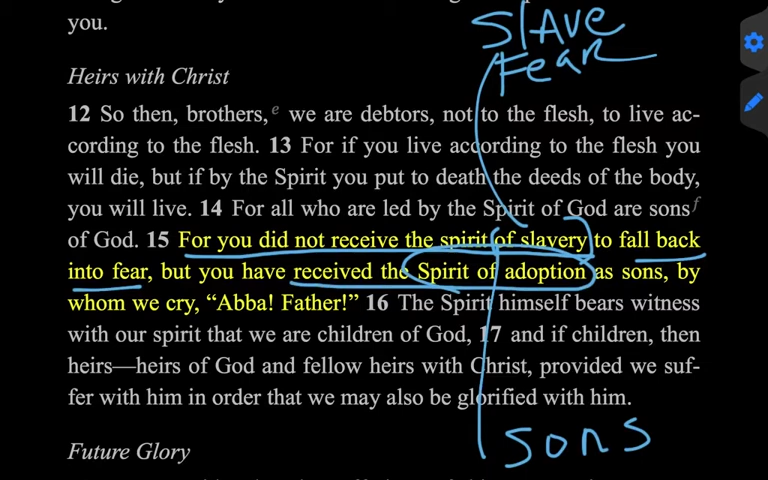 you.
SLAVE
Fear
Heirs with Christ
12 So then, brothers,e we are debtors, not to the flesh, to live ac-
cording to the flesh. 13 For if you live according to the flesh you
will die, but if by the Spirit you put to death the deeds of the body,
you will live. 14 For all who are led by the Spirit of God are sonsf
of God. 15 For you did not receive the spirit of slavery to fall back
into fear, but you have received the Spirit of adoption as sons, by
whom we cry, “Abba! Father!” 16 The Spirit himself bears witness
with our spirit that we are children of God, 17 and if children, then
heirs—heirs of God and fellow heirs with Christ, provided we suf-
fer with him in order that we may also be glorified with him.
sons
Future Glory